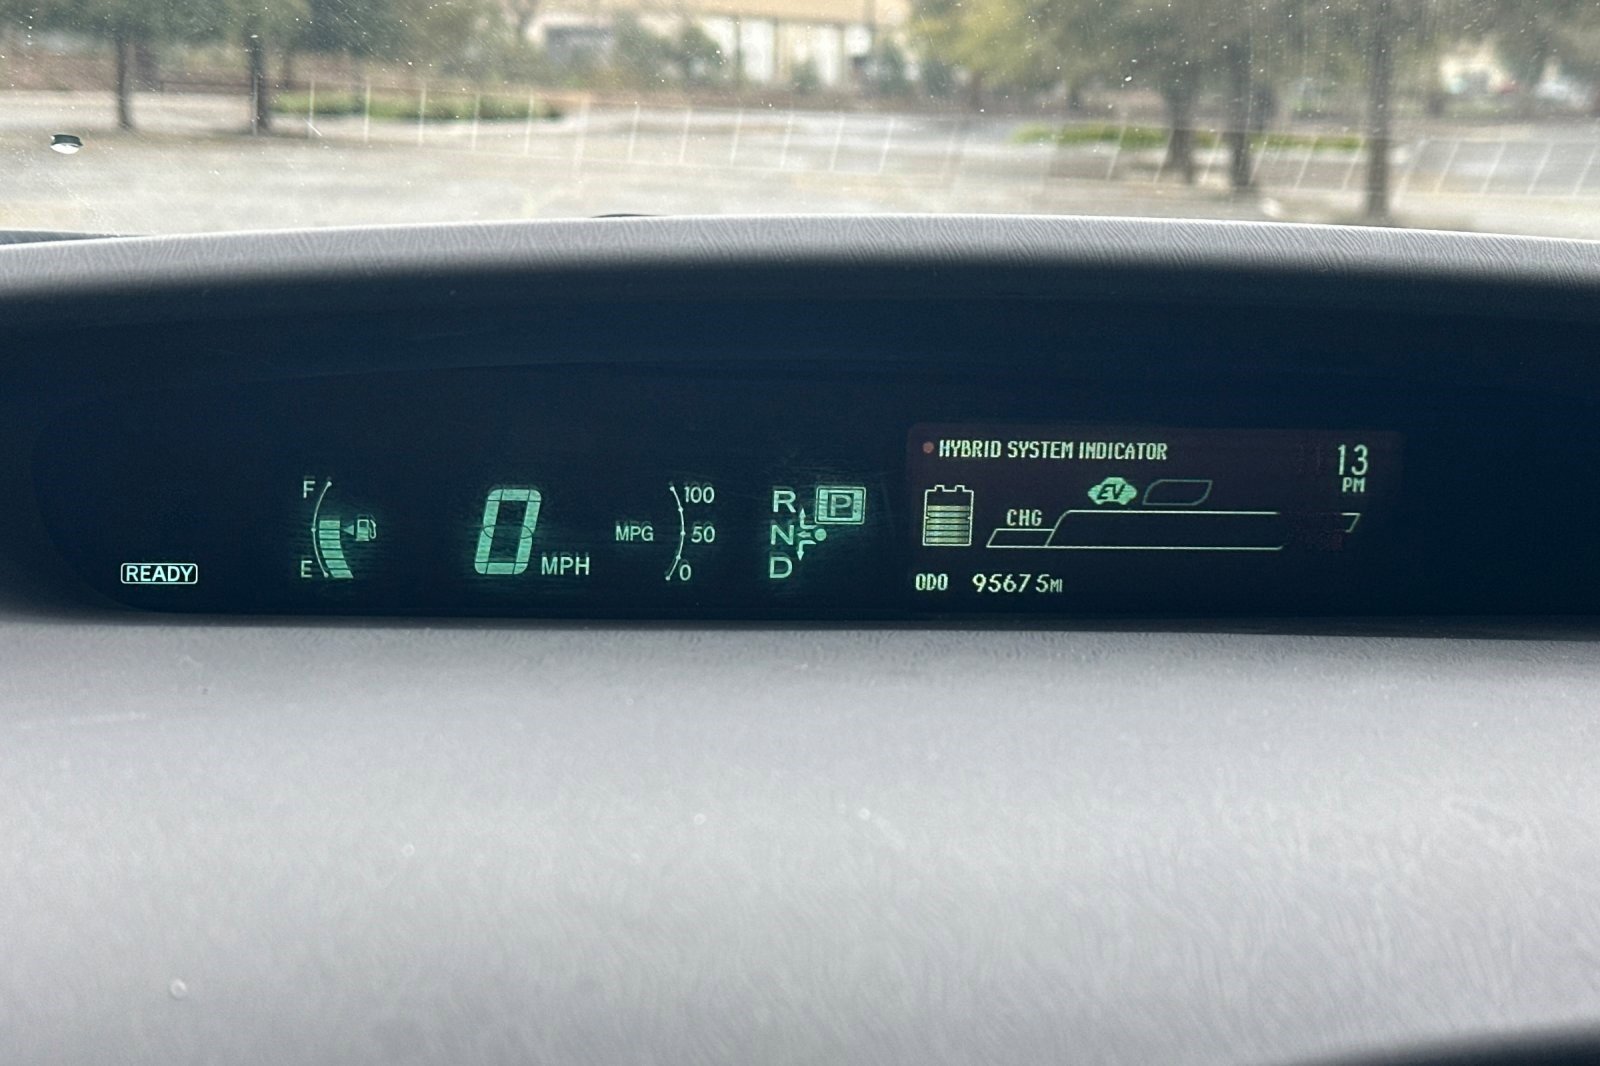 HYBRID SYSTEM INDICATOR
13
PM
F
E
READY
0 MPH
MPG
100
50
0
R
P
N
D
EV
CHG
ODO 95675MI